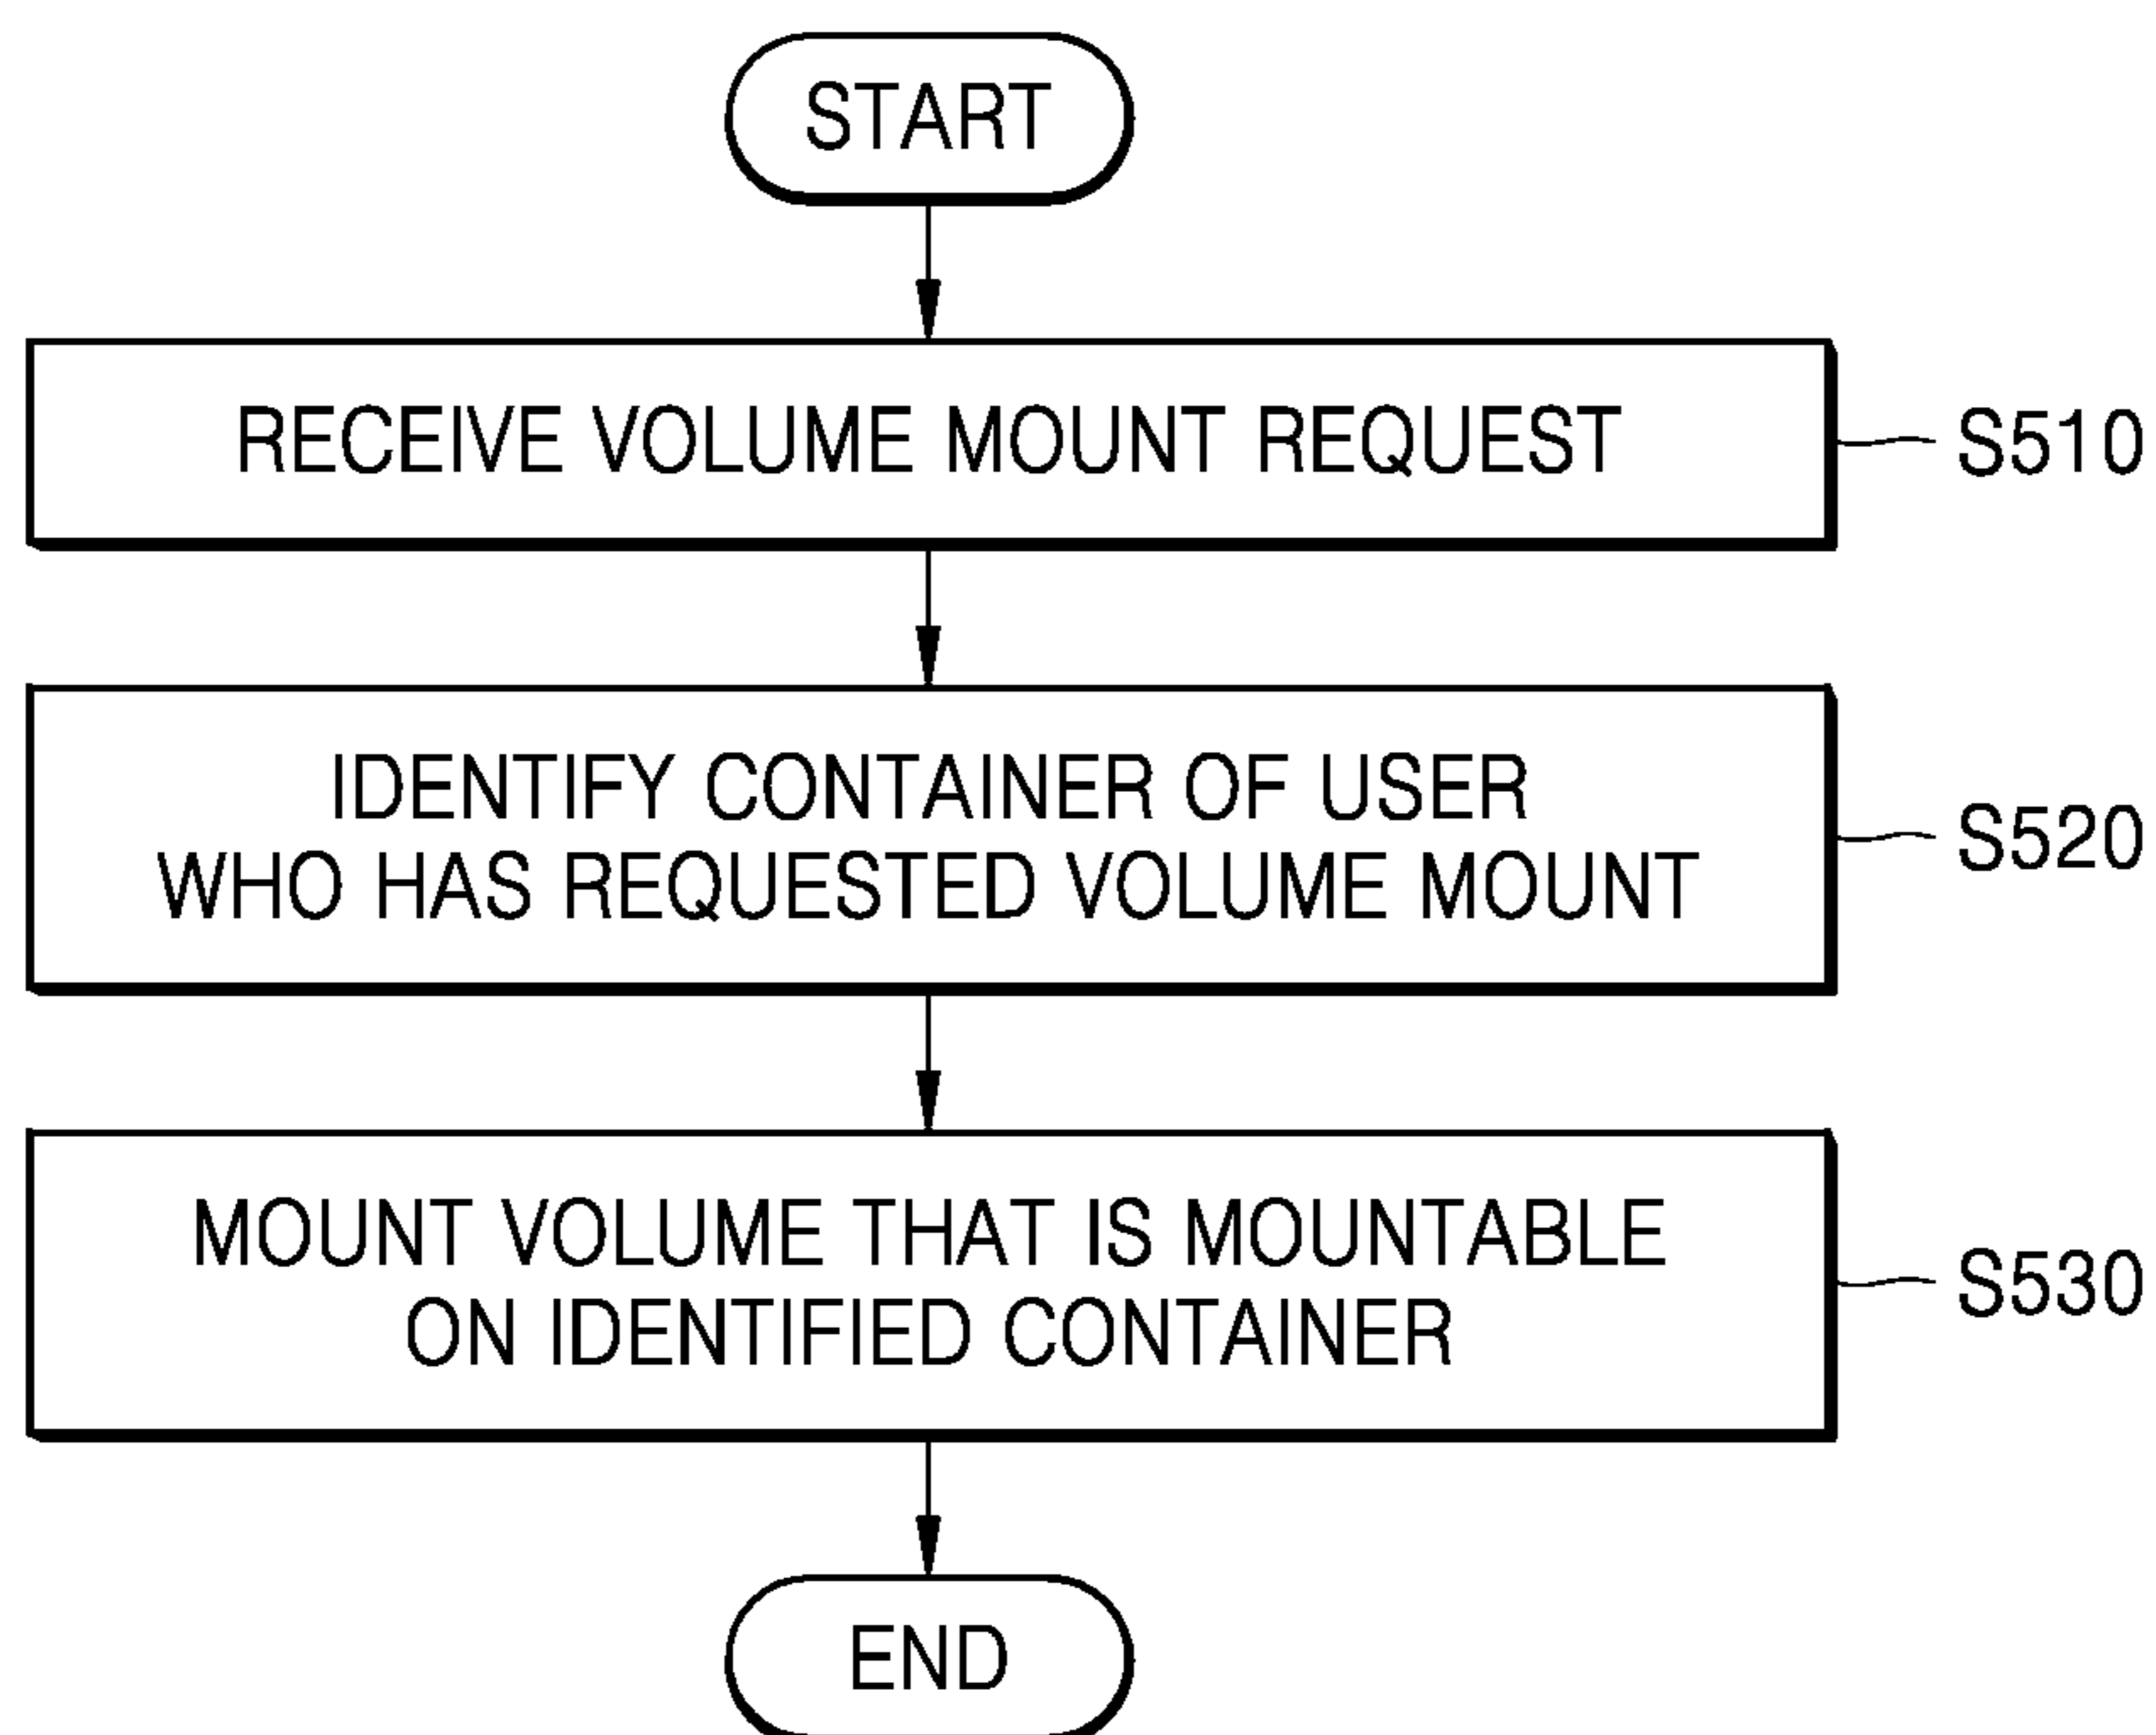 START
RECEIVE VOLUME MOUNT REQUEST
S510
IDENTIFY CONTAINER OF USER
WHO HAS REQUESTED VOLUME MOUNT
S520
MOUNT VOLUME THAT IS MOUNTABLE
ON IDENTIFIED CONTAINER
S530
END